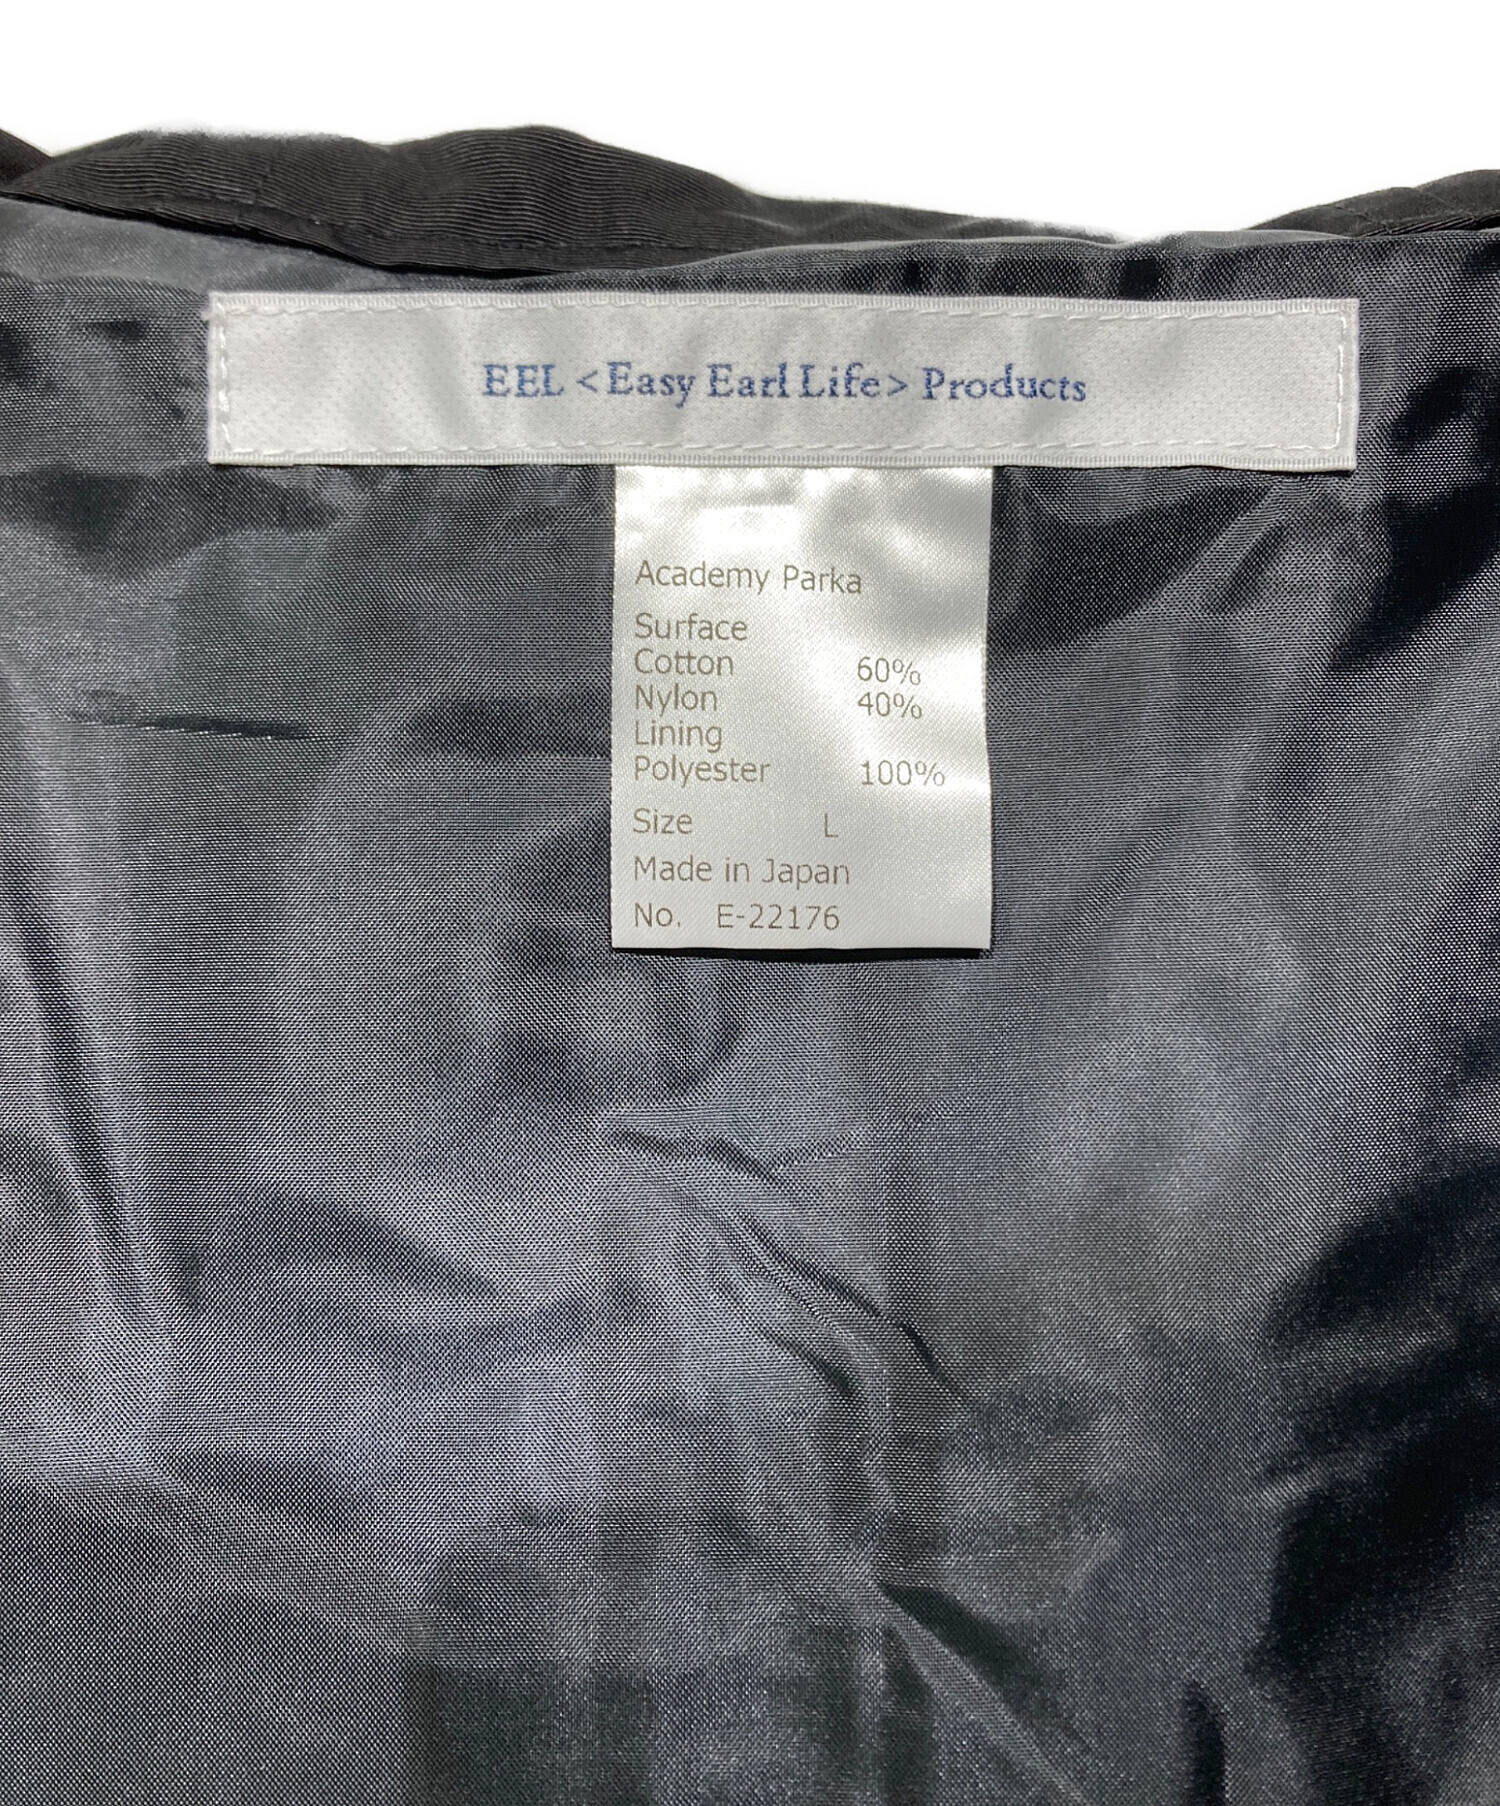 EEL <Easy Earl Life> Products
Academy Parka
Surface
Cotton 60%
Nylon 40%
Lining
Polyester 100%
Size L
Made in Japan
No. E-22176